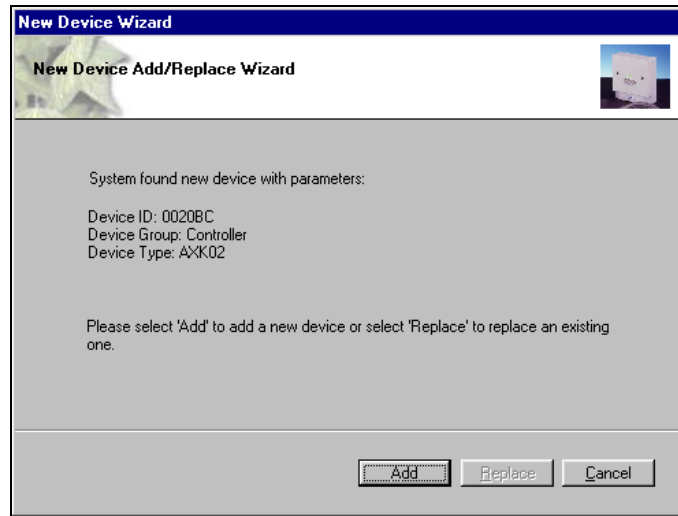 New Device Wizard
New Device Add/Replace Wizard
System found new device with parameters:
Device ID: 0020BC
Device Group: Controller
Device Type: AXK02
Please select 'Add' to add a new device or select 'Replace' to replace an existing
one.
Add
Replace
Cancel